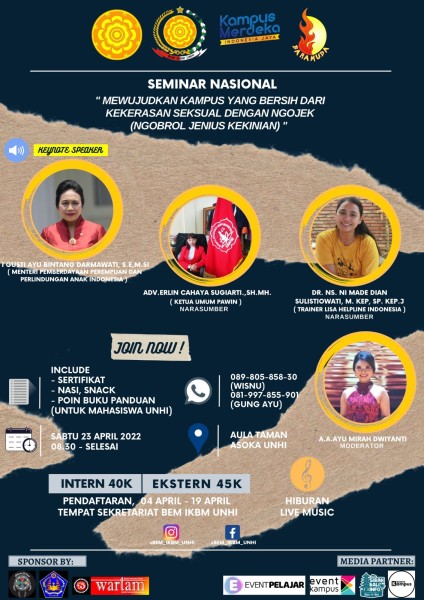 Kampus
Merdeka
INDONESIA JAYA
PARAMUDA
SEMINAR NASIONAL
" MEWUJUDKAN KAMPUS YANG BERSIH DARI
KEKERASAN SEKSUAL DENGAN NGOJEK
(NGOBROL JENIUS KEKINIAN) "
KEYNOTE SPEAKER
I GUSTI AYU BINTANG DARMAWATI, S.E,M.SI
( MENTERI PEMBERDAYAAN PEREMPUAN DAN
PERLINDUNGAN ANAK INDONESIA )
ADV.ERLIN CAHAYA SUGIARTI.,SH.MH.
( KETUA UMUM PAWIN )
NARASUMBER
DR. NS. NI MADE DIAN
SULISTIOWATI, M. KEP, SP. KEP.J
( TRAINER LISA HELPLINE INDONESIA )
NARASUMBER
JOIN NOW !
INCLUDE
- SERTIFIKAT
- NASI, SNACK
- POIN BUKU PANDUAN
(UNTUK MAHASISWA UNHI)
089-805-858-30
(WISNU)
081-997-855-901
(GUNG AYU)
SABTU 23 APRIL 2022
08.30 - SELESAI
AULA TAMAN
ASOKA UNHI
A.A.AYU MIRAH DWIYANTI
MODERATOR
INTERN 40K
EKSTERN 45K
PENDAFTARAN, 04 APRIL - 19 APRIL
TEMPAT SEKRETARIAT BEM IKBM UNHI
HIBURAN
LIVE MUSIC
@BEM_IKBM_UNHI
@BEM_IKBM_UNHI
SPONSOR BY:
MEDIA PARTNER:
wartam
EVENTPELAJAR
event
kampus